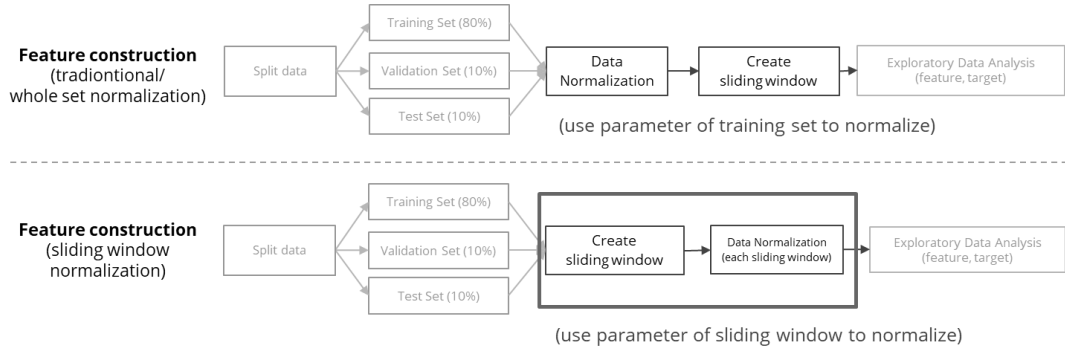 Feature construction
(tradiontional/
whole set normalization)
Split data
Training Set (80%)
Validation Set (10%)
Test Set (10%)
Data
Normalization
Create
sliding window
Exploratory Data Analysis
(feature, target)
(use parameter of training set to normalize)
Feature construction
(sliding window
normalization)
Split data
Training Set (80%)
Validation Set (10%)
Test Set (10%)
Create
sliding window
Data Normalization
(each sliding window)
Exploratory Data Analysis
(feature, target)
(use parameter of sliding window to normalize)